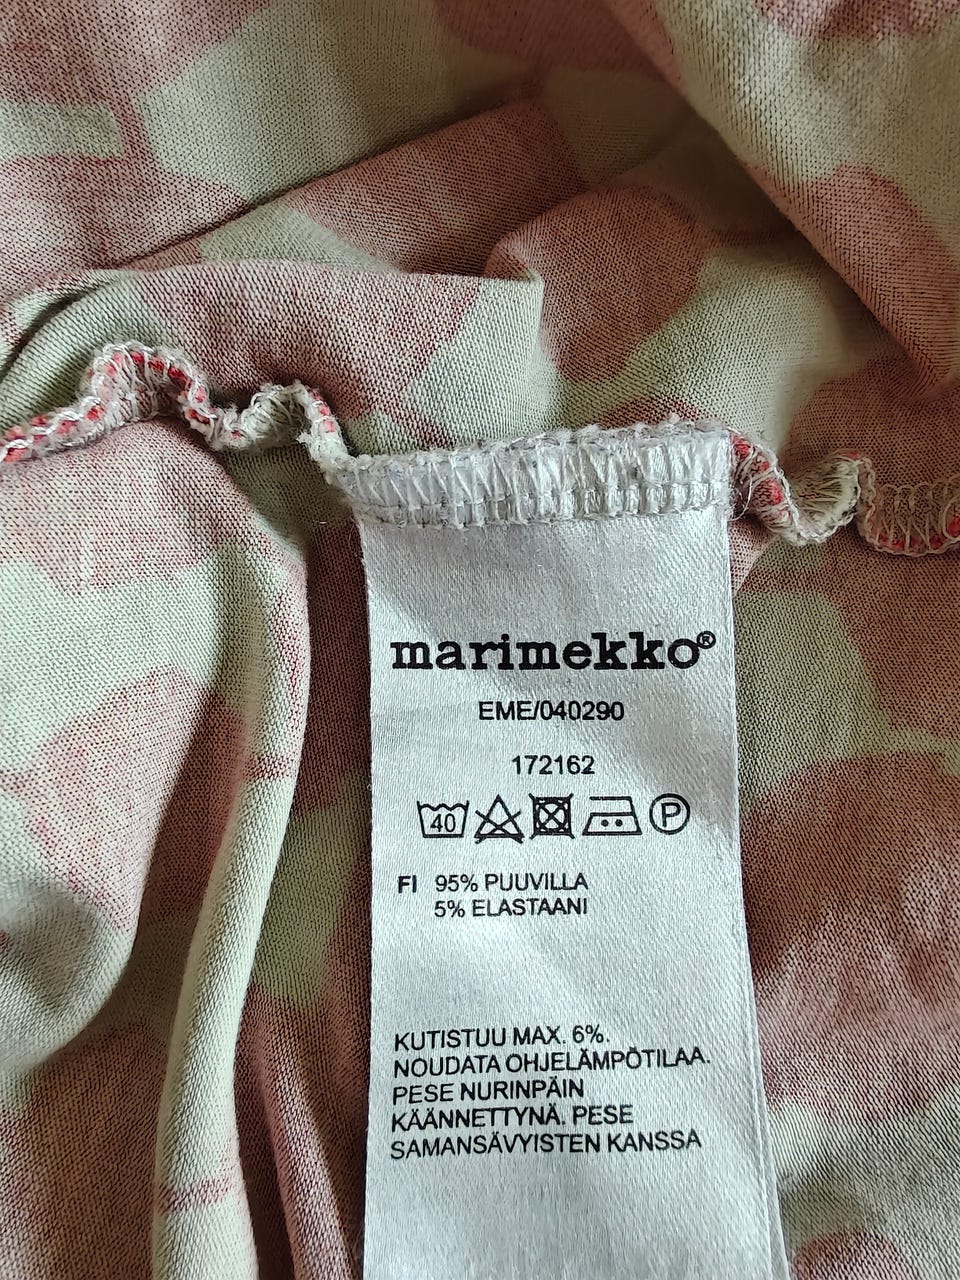 marimekko®
EME/040290
172162
40 P
FI 95% PUUVILLA
5% ELASTAANI
KUTISTUU MAX. 6%.
NOUDATA OHJELÄMPÖTILAA.
PESE NURINPÄIN
KÄÄNNETTYNÄ. PESE
SAMANSÄVYISTEN KANSSA